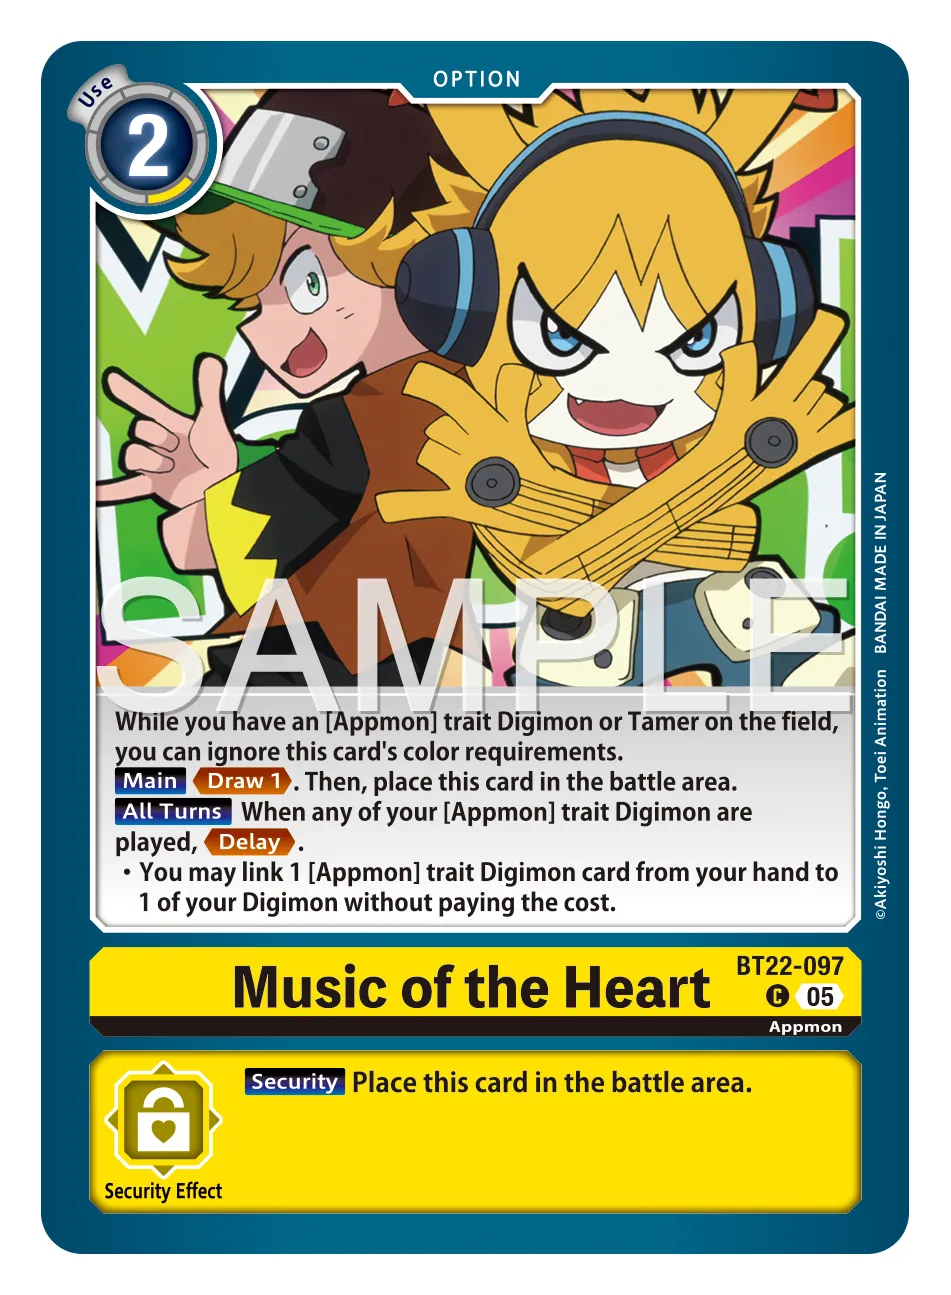 OPTION
Use
2
SAMPLE
While you have an [Appmon] trait Digimon or Tamer on the field,
you can ignore this card's color requirements.
Main Draw 1. Then, place this card in the battle area.
All Turns When any of your [Appmon] trait Digimon are
played, Delay.
・You may link 1 [Appmon] trait Digimon card from your hand to
1 of your Digimon without paying the cost.
©Akiyoshi Hongo, Toei Animation BANDAI MADE IN JAPAN
Music of the Heart
BT22-097
C 05
Appmon
Security Place this card in the battle area.
Security Effect